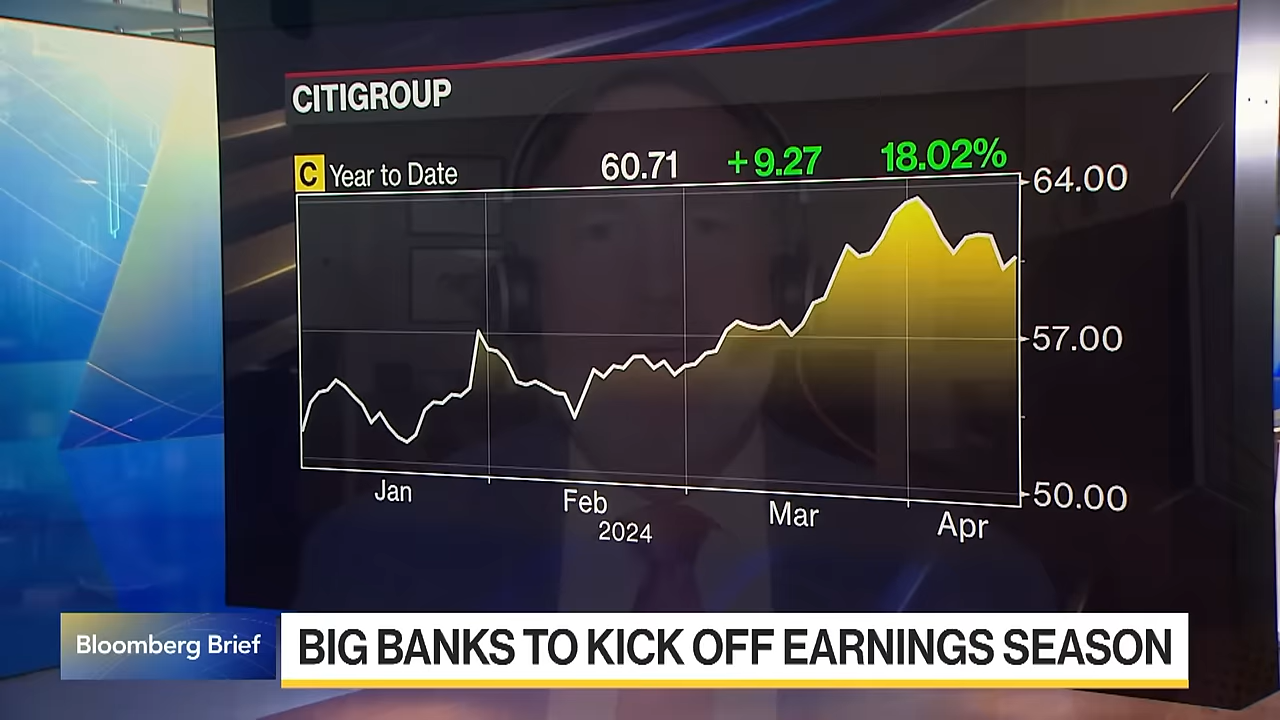 CITIGROUP
C Year to Date 60.71 +9.27 18.02%
64.00
57.00
50.00
Jan Feb Mar Apr
2024
Bloomberg Brief
BIG BANKS TO KICK OFF EARNINGS SEASON